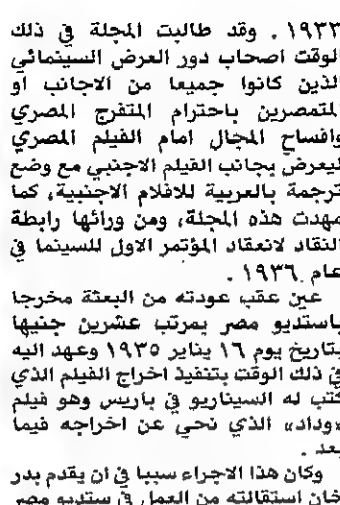 ١٩٣٣ . وقد طالبت المجلة في ذلك
الوقت اصحاب دور العرض السينمائي
الذين كانوا جميعا من الاجانب او
المتمصرين باحترام المتفرج المصري
وافساح المجال امام الفيلم المصري
ليعرض بجانب الفيلم الاجنبي مع وضع
ترجمة بالعربية للافلام الاجنبية، كما
مهدت هذه المجلة، ومن ورائها رابطة
النقاد لانعقاد المؤتمر الاول للسينما في
عام ١٩٣٦ .
عين عقب عودته من البعثة مخرجا
باستديو مصر بمرتب عشرين جنيها
بتاريخ يوم ١٦ يناير ١٩٣٥ وعهد اليه
في ذلك الوقت بتنفيذ اخراج الفيلم الذي
كتب له السيناريو في باريس وهو فيلم
«وداد» الذي نحي عن اخراجه فيما
بعد .
وكان هذا الاجراء سببا في ان يقدم بدر
خان استقالته من العمل في ستديو مصر